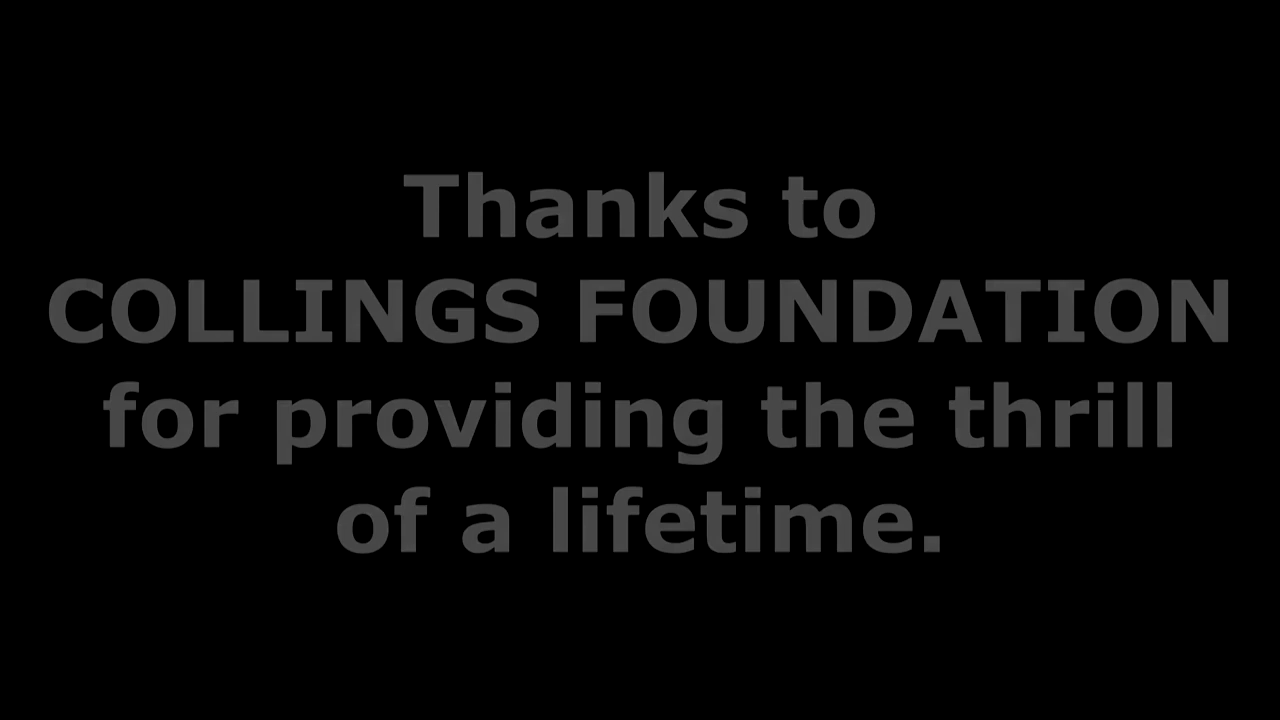 Thanks to
COLLINGS FOUNDATION
for providing the thrill
of a lifetime.